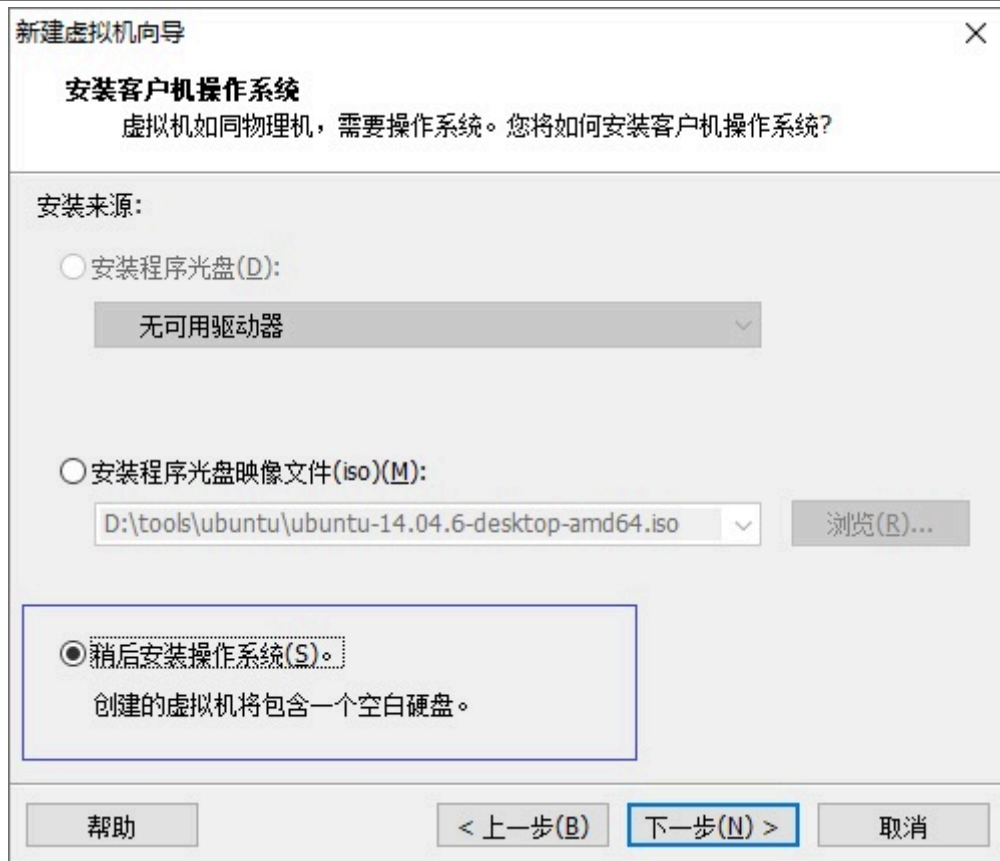 新建虚拟机向导
安装客户机操作系统
虚拟机如同物理机，需要操作系统。您将如何安装客户机操作系统?
安装来源:
安装程序光盘(D):
无可用驱动器
安装程序光盘映像文件(iso)(M):
D:\tools\ubuntu\ubuntu-14.04.6-desktop-amd64.iso
浏览(R)...
稍后安装操作系统(S)。
创建的虚拟机将包含一个空白硬盘。
帮助
< 上一步(B)
下一步(N) >
取消